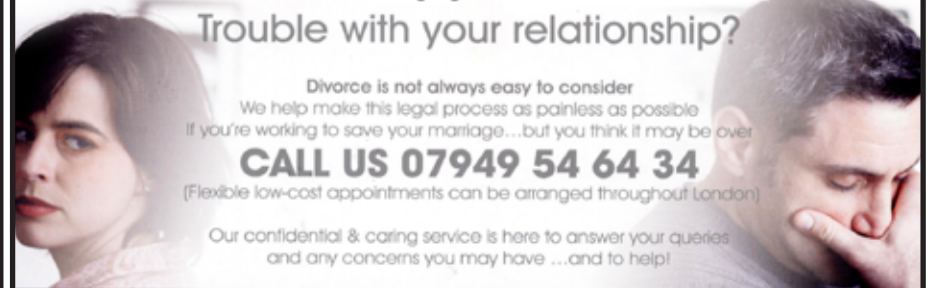 Trouble with your relationship?
Divorce is not always easy to consider
We help make this legal process as painless as possible
If you're working to save your marriage...but you think it may be over
CALL US 07949 54 64 34
(Flexible low-cost appointments can be arranged throughout London)
Our confidential & caring service is here to answer your queries
and any concerns you may have ...and to help!